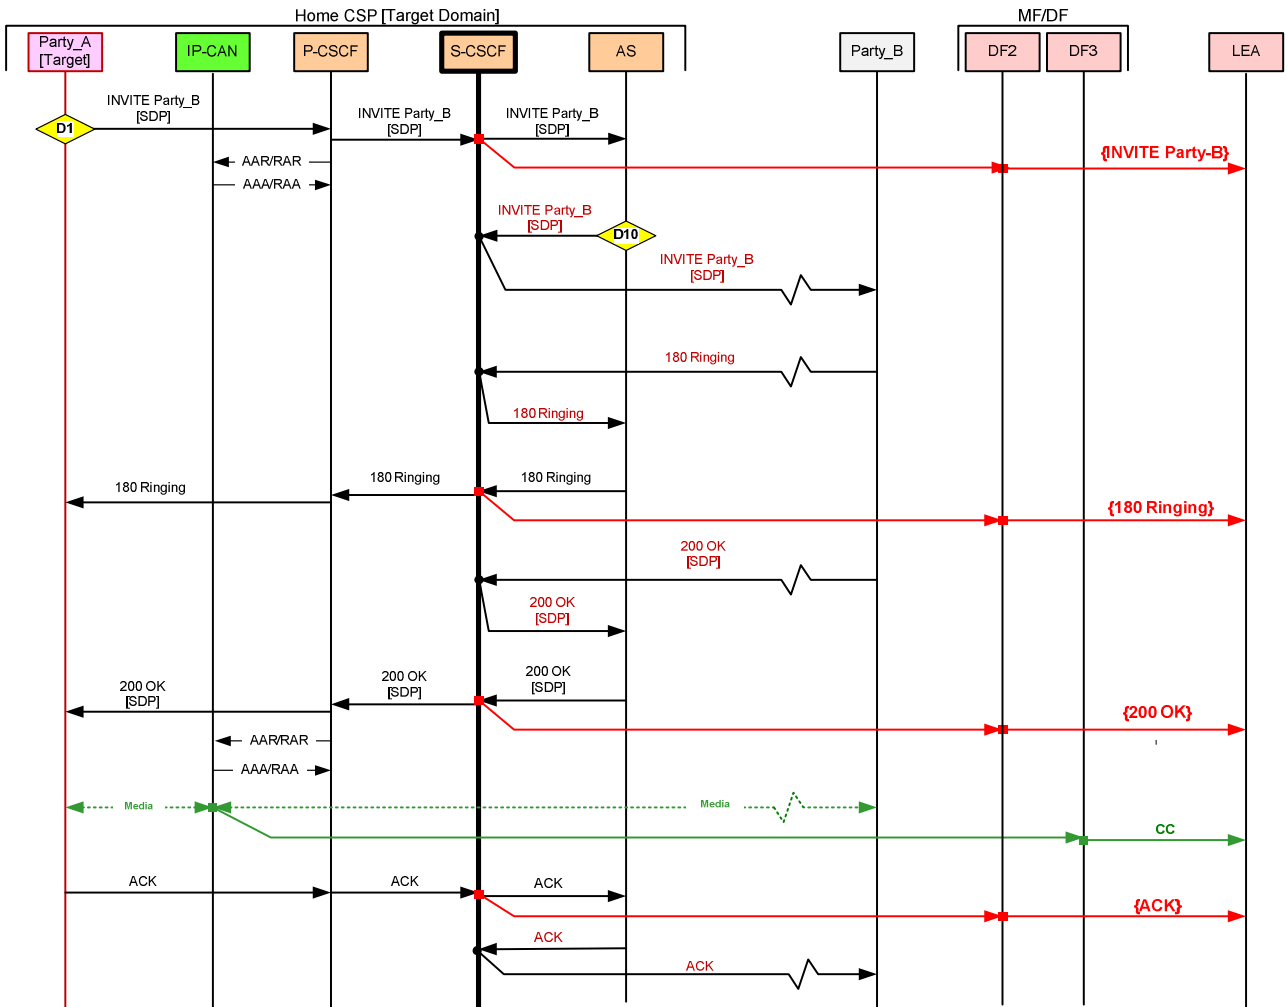 Home CSP [Target Domain]
MF/DF
Party_A
[Target]
IP-CAN
P-CSCF
S-CSCF
AS
Party_B
DF2
DF3
LEA
INVITE Party_B
[SDP]
INVITE Party_B
[SDP]
INVITE Party_B
[SDP]
D1
{INVITE Party-B}
AAR/RAR
AAA/RAA
INVITE Party_B
[SDP]
D10
INVITE Party_B
[SDP]
180 Ringing
180 Ringing
180 Ringing
180 Ringing
180 Ringing
{180 Ringing}
200 OK
[SDP]
200 OK
[SDP]
200 OK
[SDP]
200 OK
[SDP]
200 OK
[SDP]
{200 OK}
AAR/RAR
AAA/RAA
Media
Media
CC
ACK
ACK
ACK
{ACK}
ACK
ACK